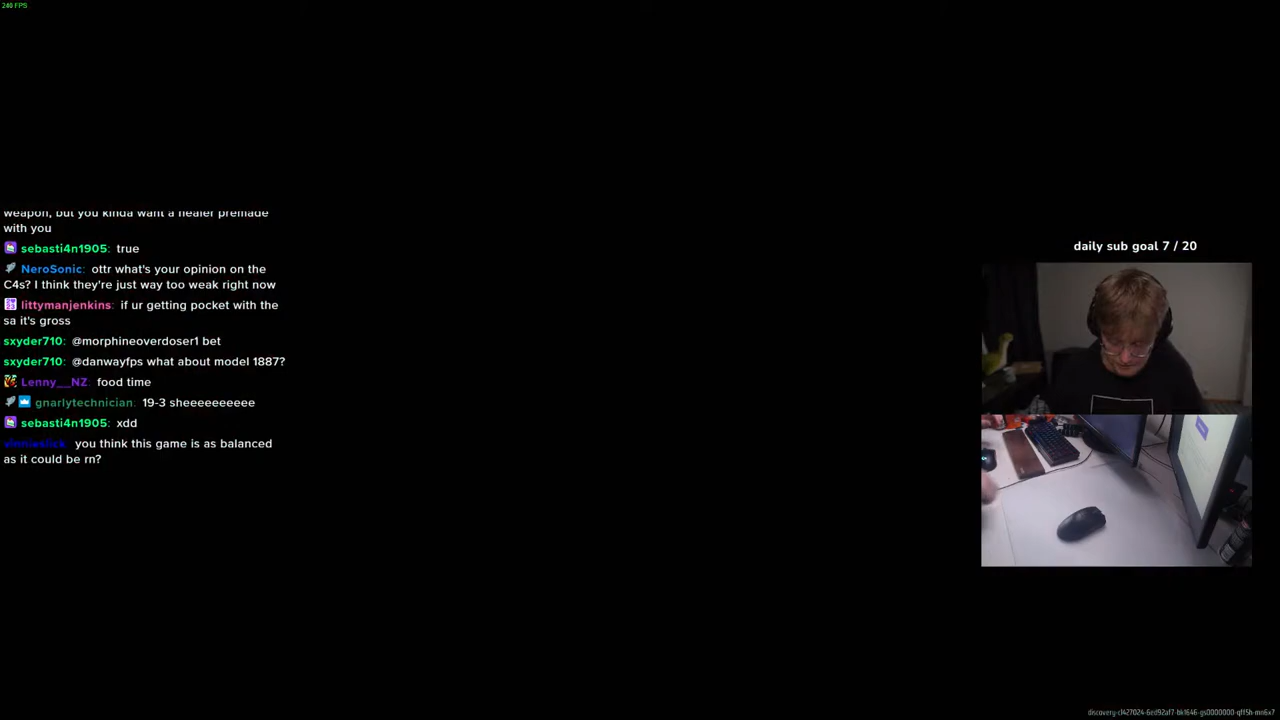 240 FPS
weapon, but you kinda want a healer premade
with you
sebasti4n1905: true
NeroSonic: ottr what's your opinion on the
C4s? I think they're just way too weak right now
littymanjenkins: if ur getting pocket with the
sa it's gross
sxyder710: @morphineoverdoser1 bet
sxyder710: @danwayfps what about model 1887?
Lenny__NZ: food time
gnarlytechnician: 19-3 sheeeeeeeeee
sebasti4n1905: xdd
you think this game is as balanced
as it could be rn?
daily sub goal 7 / 20